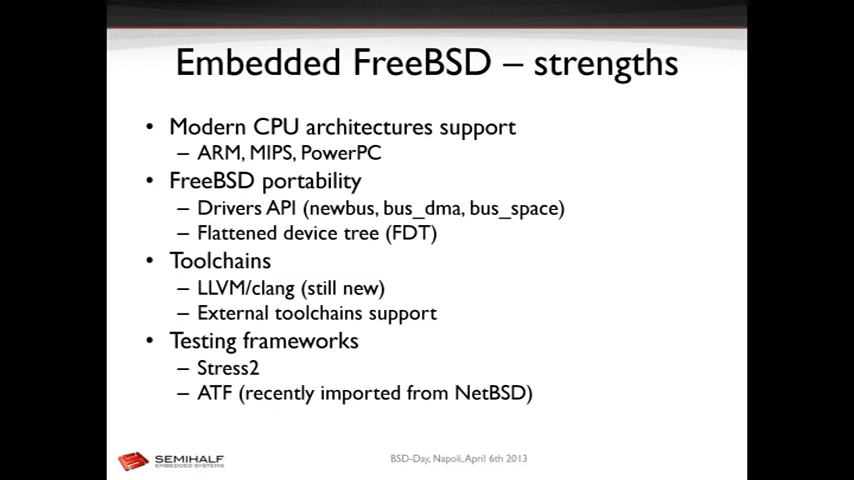 Embedded FreeBSD – strengths
• Modern CPU architectures support
– ARM, MIPS, PowerPC
• FreeBSD portability
– Drivers API (newbus, bus_dma, bus_space)
– Flattened device tree (FDT)
• Toolchains
– LLVM/clang (still new)
– External toolchains support
• Testing frameworks
– Stress2
– ATF (recently imported from NetBSD)
SEMIHALF
EMBEDDED SYSTEMS
BSD-Day, Napoli, April 6th 2013